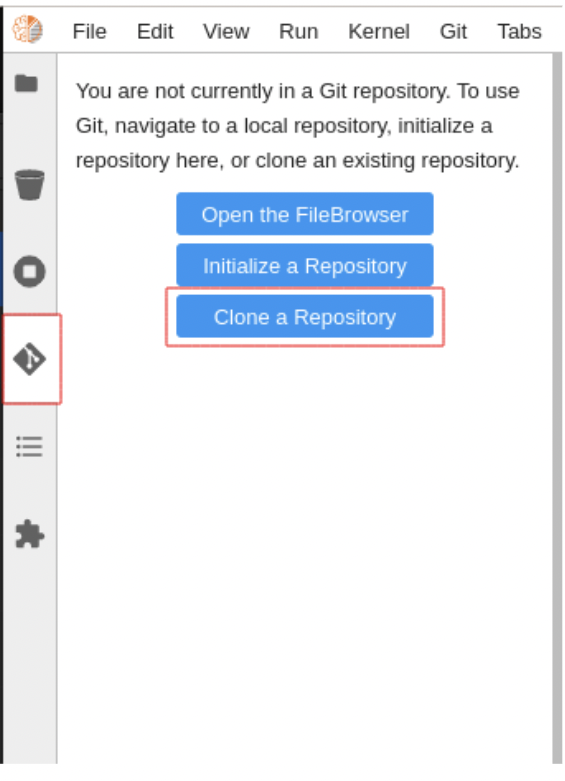 File Edit View Run Kernel Git Tabs
You are not currently in a Git repository. To use
Git, navigate to a local repository, initialize a
repository here, or clone an existing repository.
Open the FileBrowser
Initialize a Repository
Clone a Repository